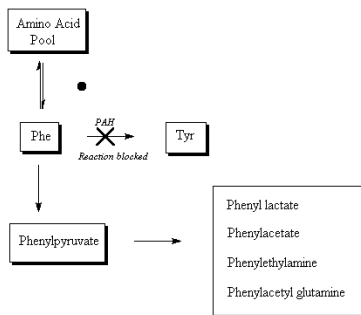 Amino Acid
Pool
Phe
PAH
Reaction blocked
Tyr
Phenylpyruvate
Phenyl lactate
Phenylacetate
Phenylethylamine
Phenylacetyl glutamine